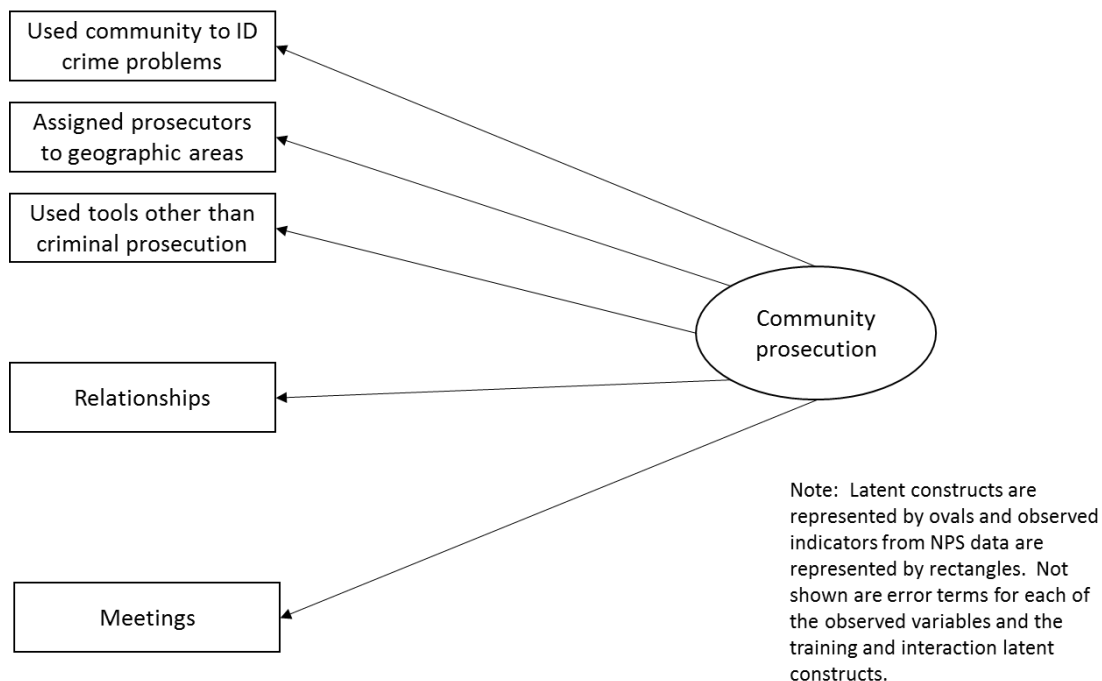 Used community to ID
crime problems
Assigned prosecutors
to geographic areas
Used tools other than
criminal prosecution
Community
prosecution
Relationships
Meetings
Note:  Latent constructs are
represented by ovals and observed
indicators from NPS data are
represented by rectangles.  Not
shown are error terms for each of
the observed variables and the
training and interaction latent
constructs.